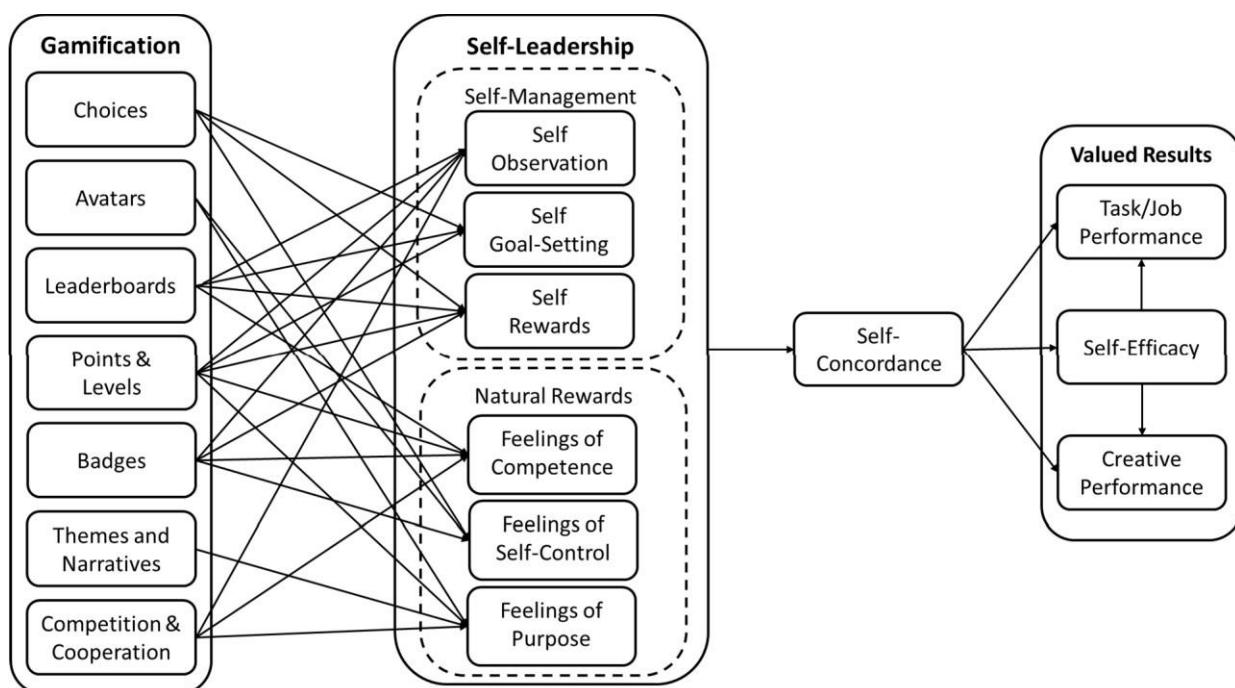 Gamification
Choices
Avatars
Leaderboards
Points &
Levels
Badges
Themes and
Narratives
Competition &
Cooperation
Self-Leadership
Self-Management
Self
Observation
Self
Goal-Setting
Self
Rewards
Natural Rewards
Feelings of
Competence
Feelings of
Self-Control
Feelings of
Purpose
Self-
Concordance
Valued Results
Task/Job
Performance
Self-Efficacy
Creative
Performance